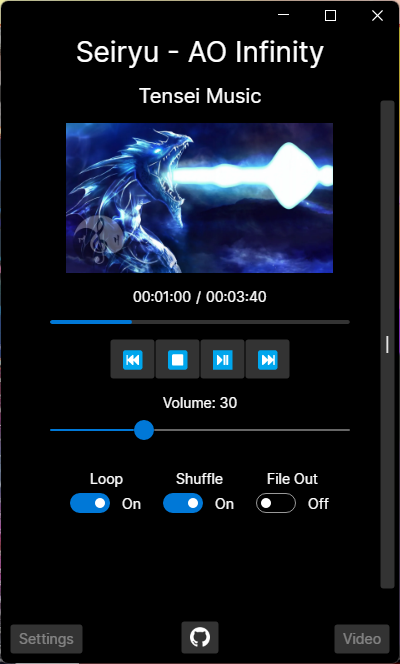 Seiryu - AO Infinity
Tensei Music
00:01:00 / 00:03:40
Volume: 30
Loop Shuffle File Out
On On Off
Settings Video